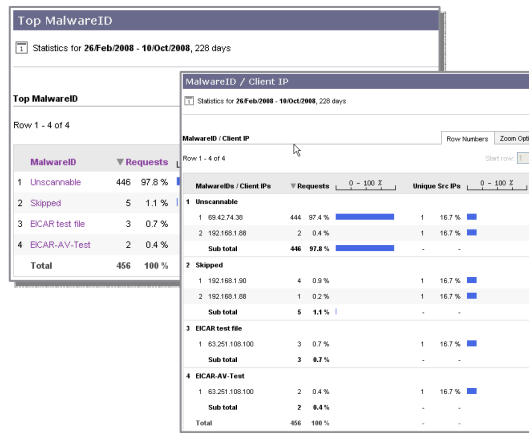 Top MalwareID
1 Statistics for 26/Feb/2008 - 10/Oct/2008, 228 days
Top MalwareID
Row 1 - 4 of 4
MalwareID ▼ Requests
1 Unscannable 446 97.8 %
2 Skipped 5 1.1 %
3 EICAR test file 3 0.7 %
4 EICAR-AV-Test 2 0.4 %
Total 456 100 %
MalwareID / Client IP
1 Statistics for 26/Feb/2008 - 10/Oct/2008, 228 days
MalwareID / Client IP Row Numbers Zoom Opti
Row 1 - 4 of 4 Start row: 1
MalwareIDs / Client IPs ▼ Requests 0 - 100 % Unique Src IPs 0 - 100 %
1 Unscannable
1 69.42.74.38 444 97.4 % 1 16.7 %
2 192.168.1.88 2 0.4 % 1 16.7 %
Sub total 446 97.8 % - -
2 Skipped
1 192.168.1.90 4 0.9 % 1 16.7 %
2 192.168.1.88 1 0.2 % 1 16.7 %
Sub total 5 1.1 % - -
3 EICAR test file
1 63.251.108.100 3 0.7 % 1 16.7 %
Sub total 3 0.7 % - -
4 EICAR-AV-Test
1 63.251.108.100 2 0.4 % 1 16.7 %
Sub total 2 0.4 % - -
Total 456 100 % - -